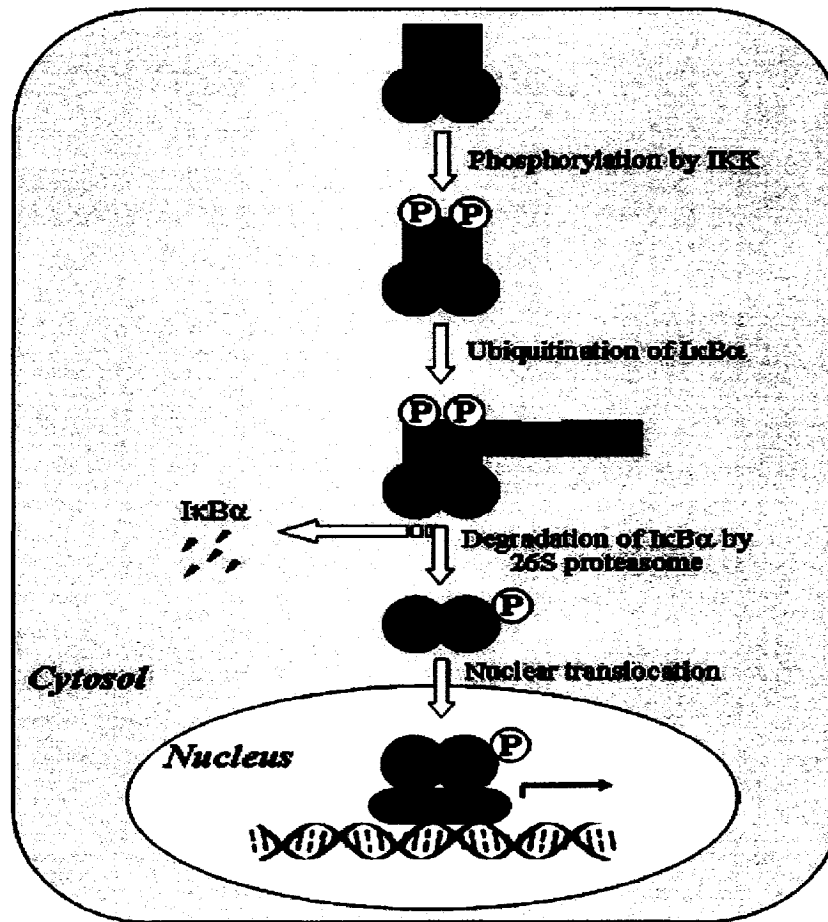 Phosphorylation by IKK
P P
Ubiquitination of IκBα
P P
IκBα
Degradation of IκBα by
26S proteasome
P
Cytosol
Nuclear translocation
Nucleus
P